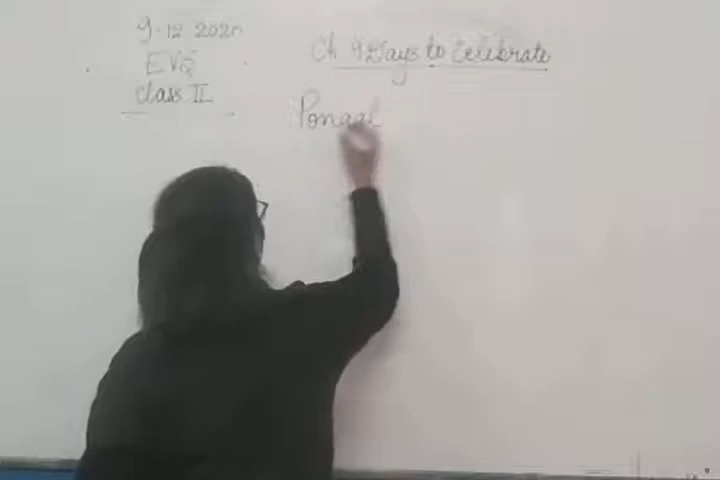 9.12.2020
EVS
Class II
Ch 9 Days to Celebrate
Pongal